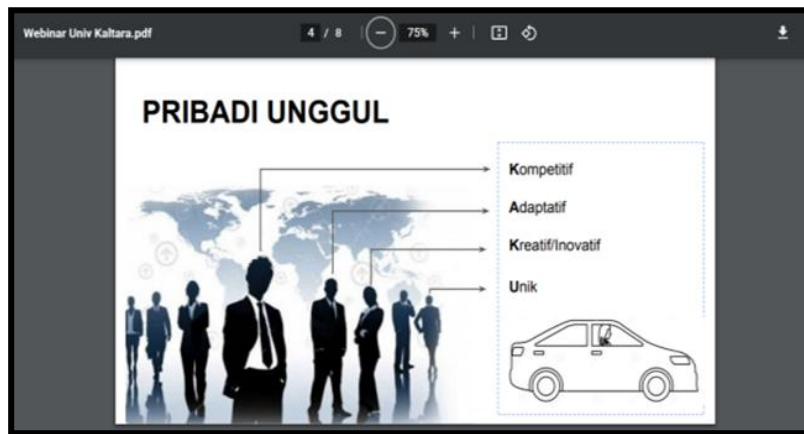 Webinar Univ Kaltara.pdf 4 / 8 75%
PRIBADI UNGGUL
Kompetitif
Adaptatif
Kreatif/Inovatif
Unik